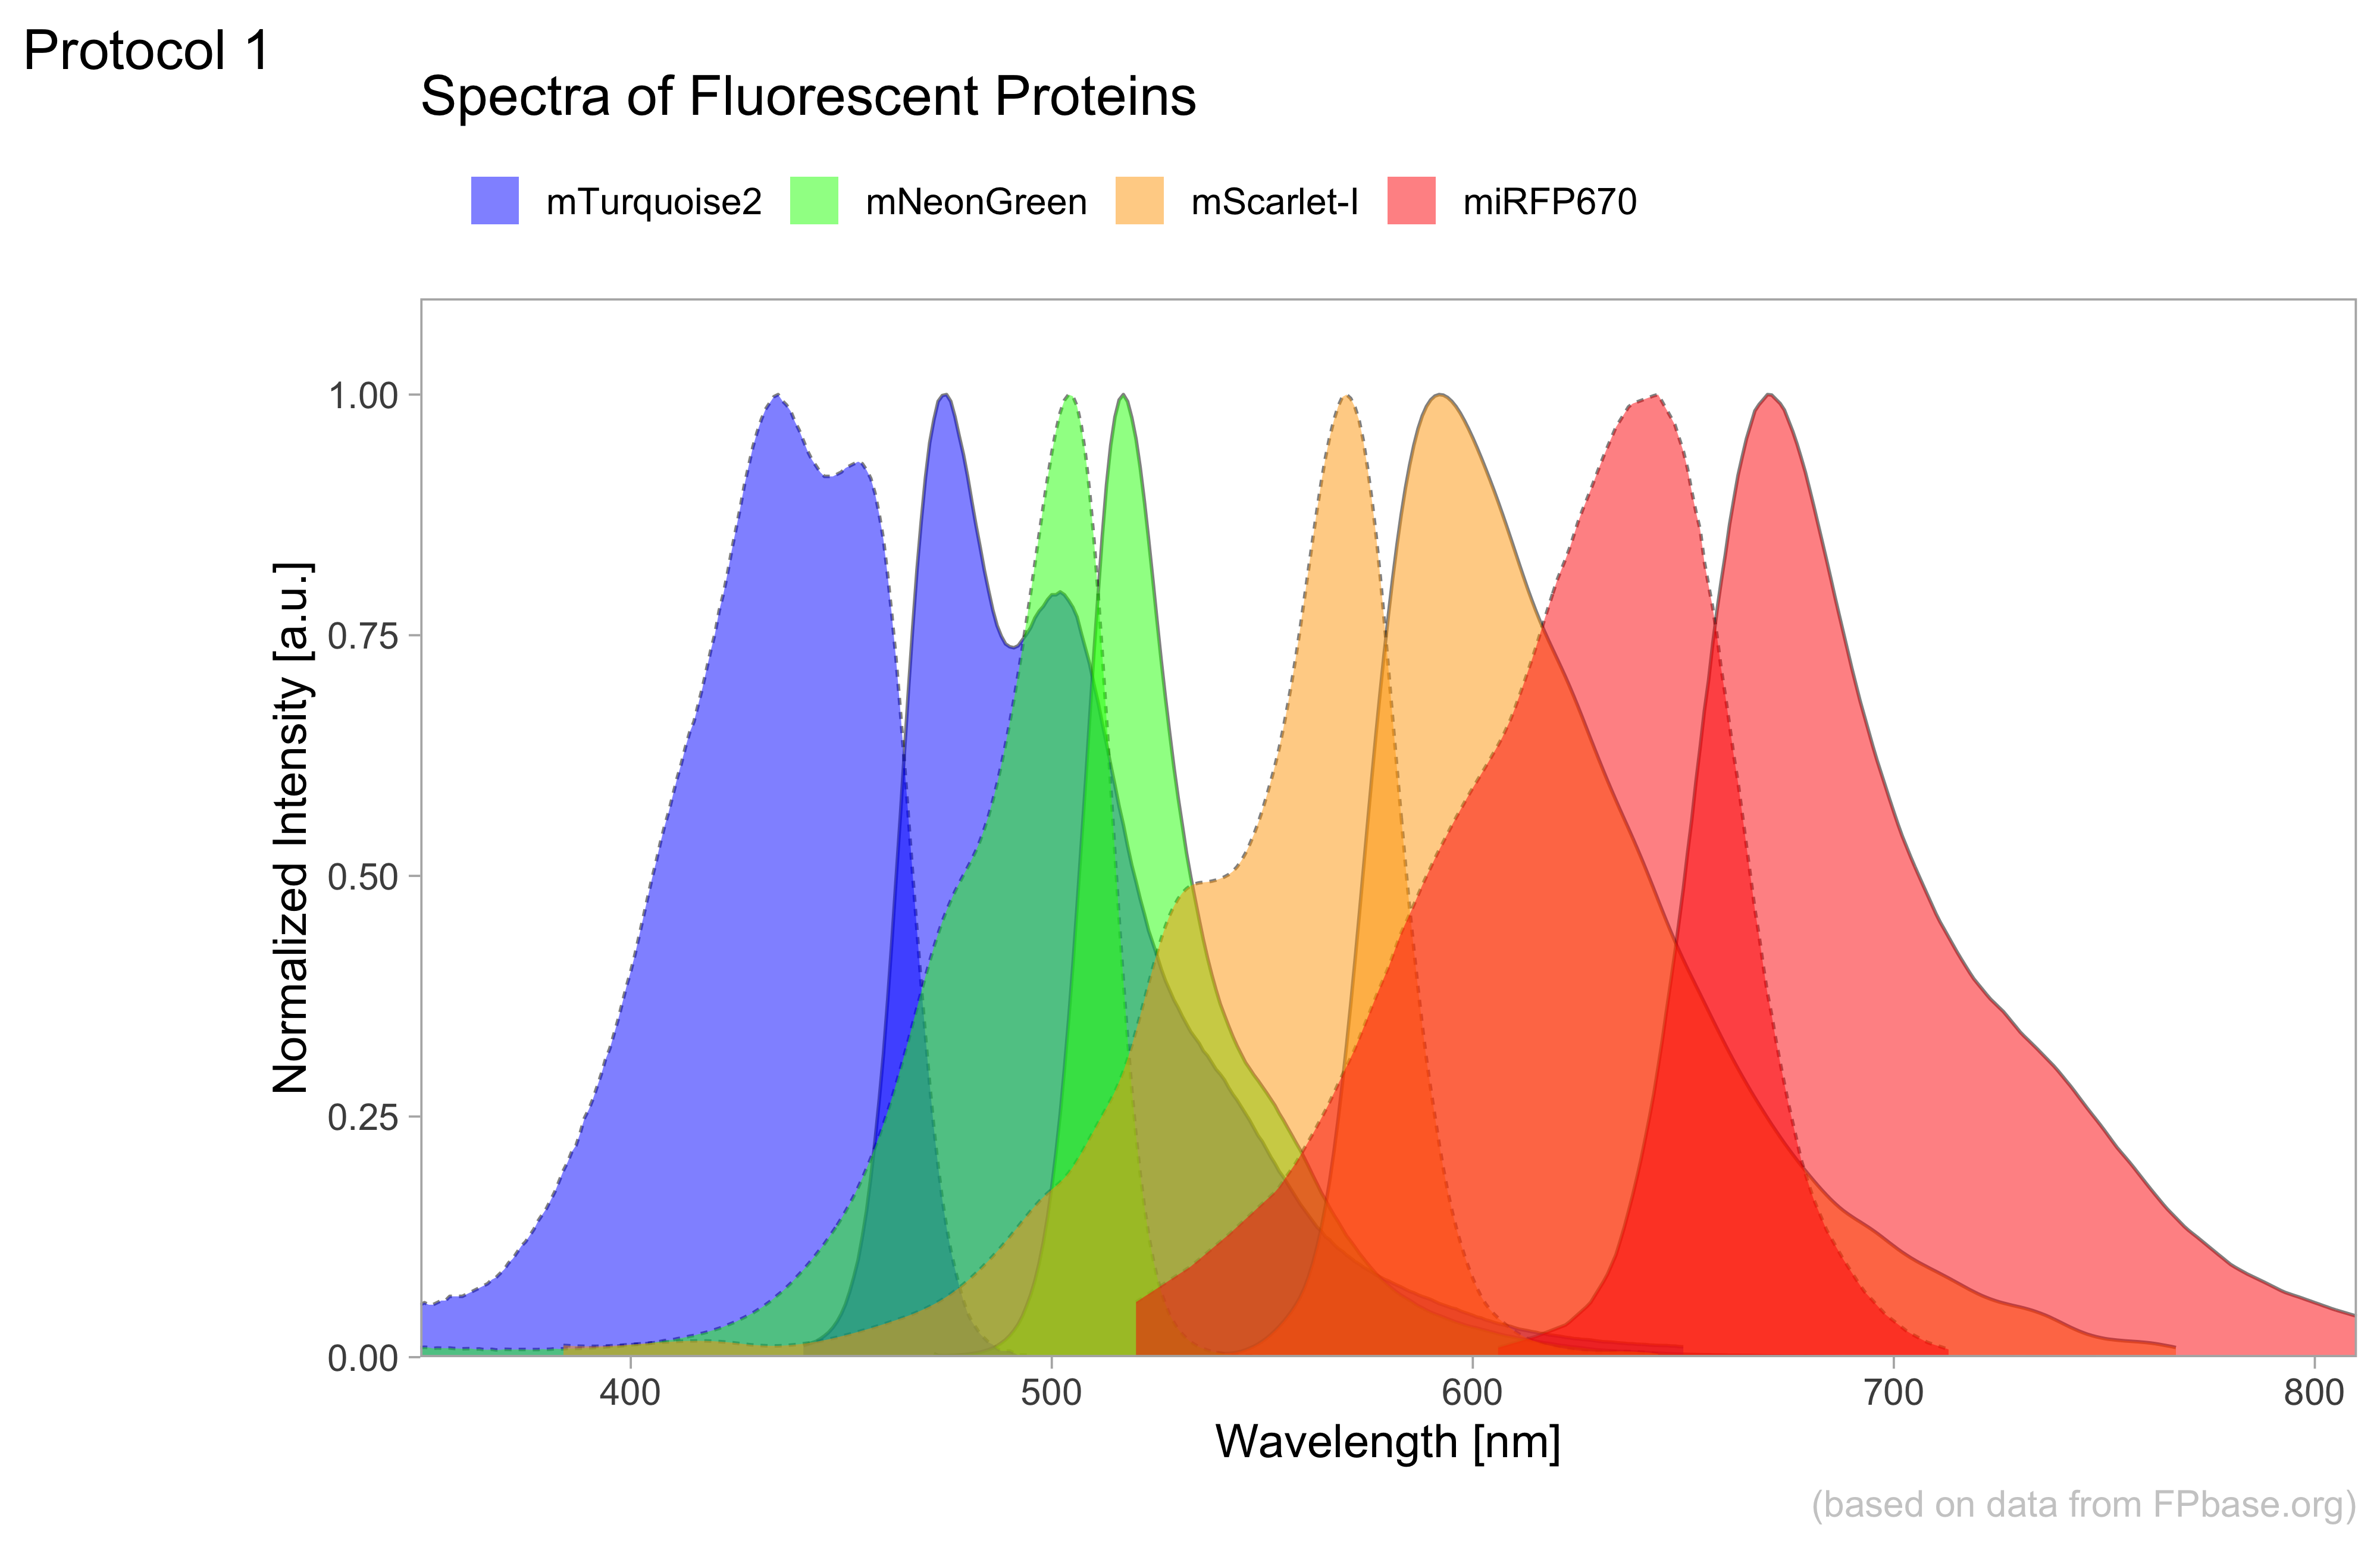 Protocol 1
Spectra of Fluorescent Proteins
mTurquoise2 mNeonGreen mScarlet-I miRFP670
Normalized Intensity [a.u.]
1.00
0.75
0.50
0.25
0.00
400 500 600 700 800
Wavelength [nm]
(based on data from FPbase.org)